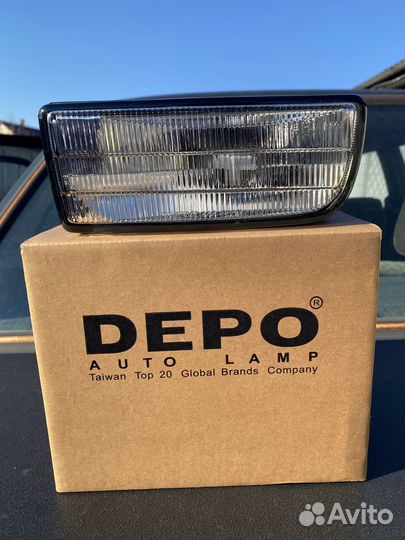 DEPO®
AUTO LAMP
Taiwan Top 20 Global Brands Company
Avito